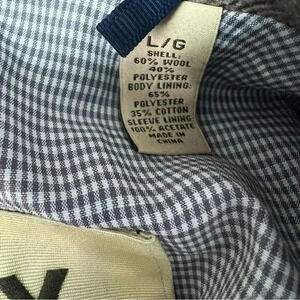 L/G
SHELL:
60% WOOL
40%
POLYESTER
BODY LINING:
65%
POLYESTER
35% COTTON
SLEEVE LINING:
100% ACETATE
MADE IN
CHINA